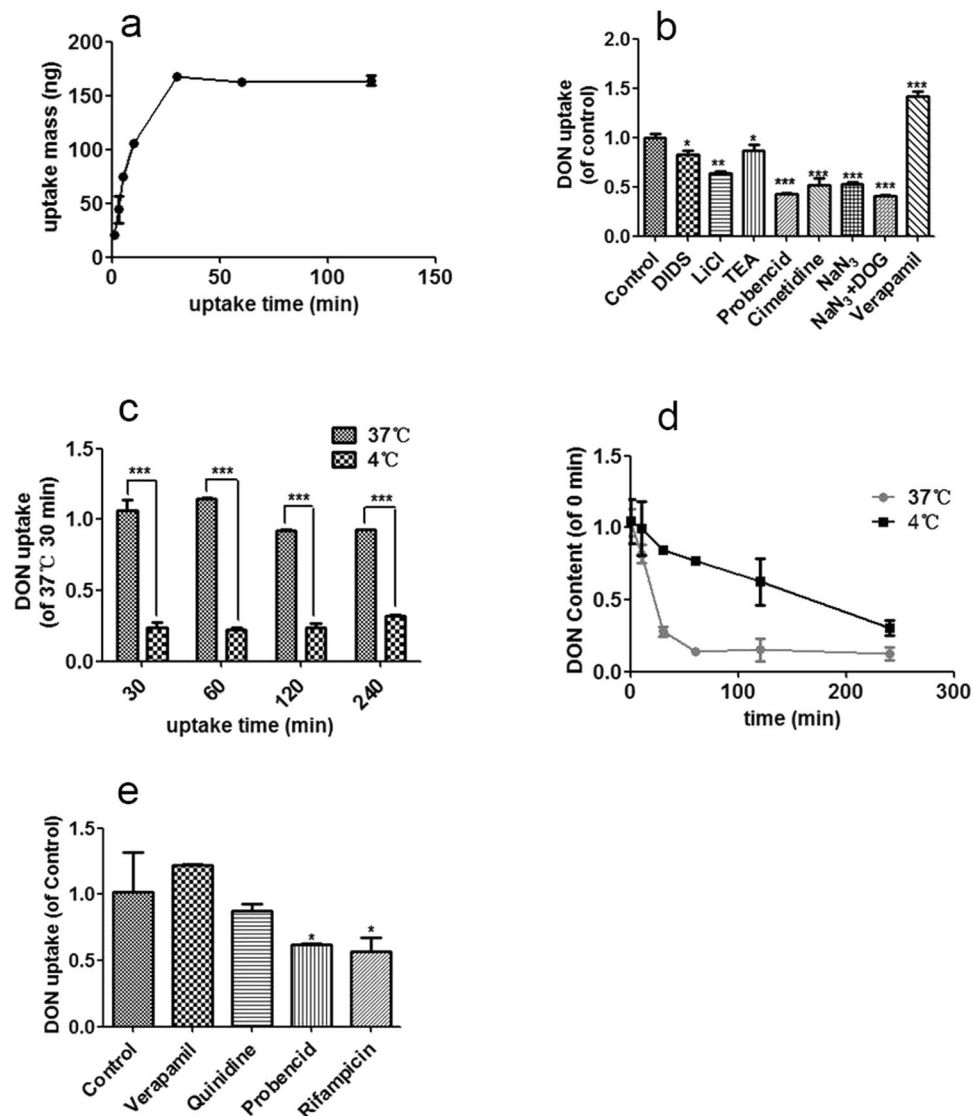 a
uptake mass (ng)
200
150
100
50
0
0 50 100 150
uptake time (min)
b
DON uptake
(of control)
2.0
1.5
1.0
0.5
0.0
* ** * *** *** *** *** ***
Control
DIDS
LiCl
TEA
Probencid
Cimetidine
NaN3
NaN3+DOG
Verapamil
c
37℃
4℃
DON uptake
(of 37℃ 30 min)
1.5
1.0
0.5
0.0
*** *** *** ***
30 60 120 240
uptake time (min)
d
37℃
4℃
DON Content (of 0 min)
1.5
1.0
0.5
0.0
0 100 200 300
time (min)
e
DON uptake (of Control)
1.5
1.0
0.5
0.0
* *
Control
Verapamil
Quinidine
Probencid
Rifampicin